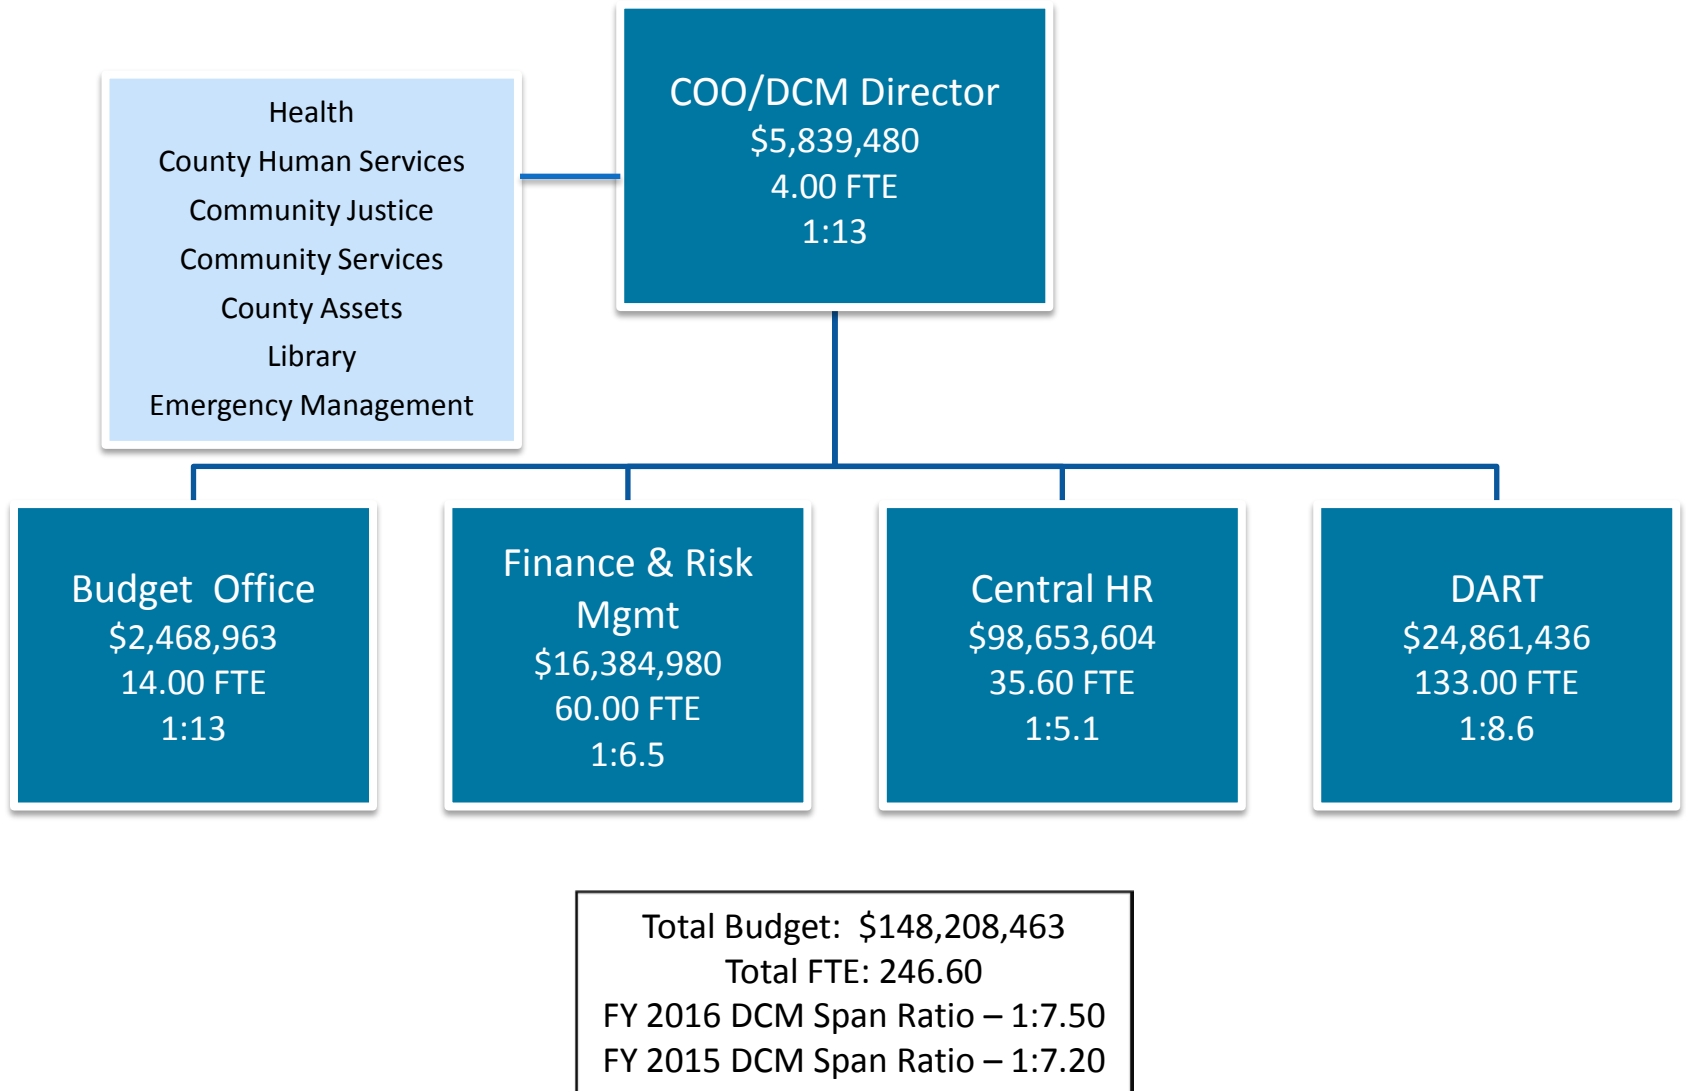 COO/DCM Director
$5,839,480
4.00 FTE
1:13
Health
County Human Services
Community Justice
Community Services
County Assets
Library
Emergency Management
Budget  Office
$2,468,963
14.00 FTE
1:13
Finance & Risk
Mgmt
$16,384,980
60.00 FTE
1:6.5
Central HR
$98,653,604
35.60 FTE
1:5.1
DART
$24,861,436
133.00 FTE
1:8.6
Total Budget:  $148,208,463
Total FTE: 246.60
FY 2016 DCM Span Ratio – 1:7.50
FY 2015 DCM Span Ratio – 1:7.20